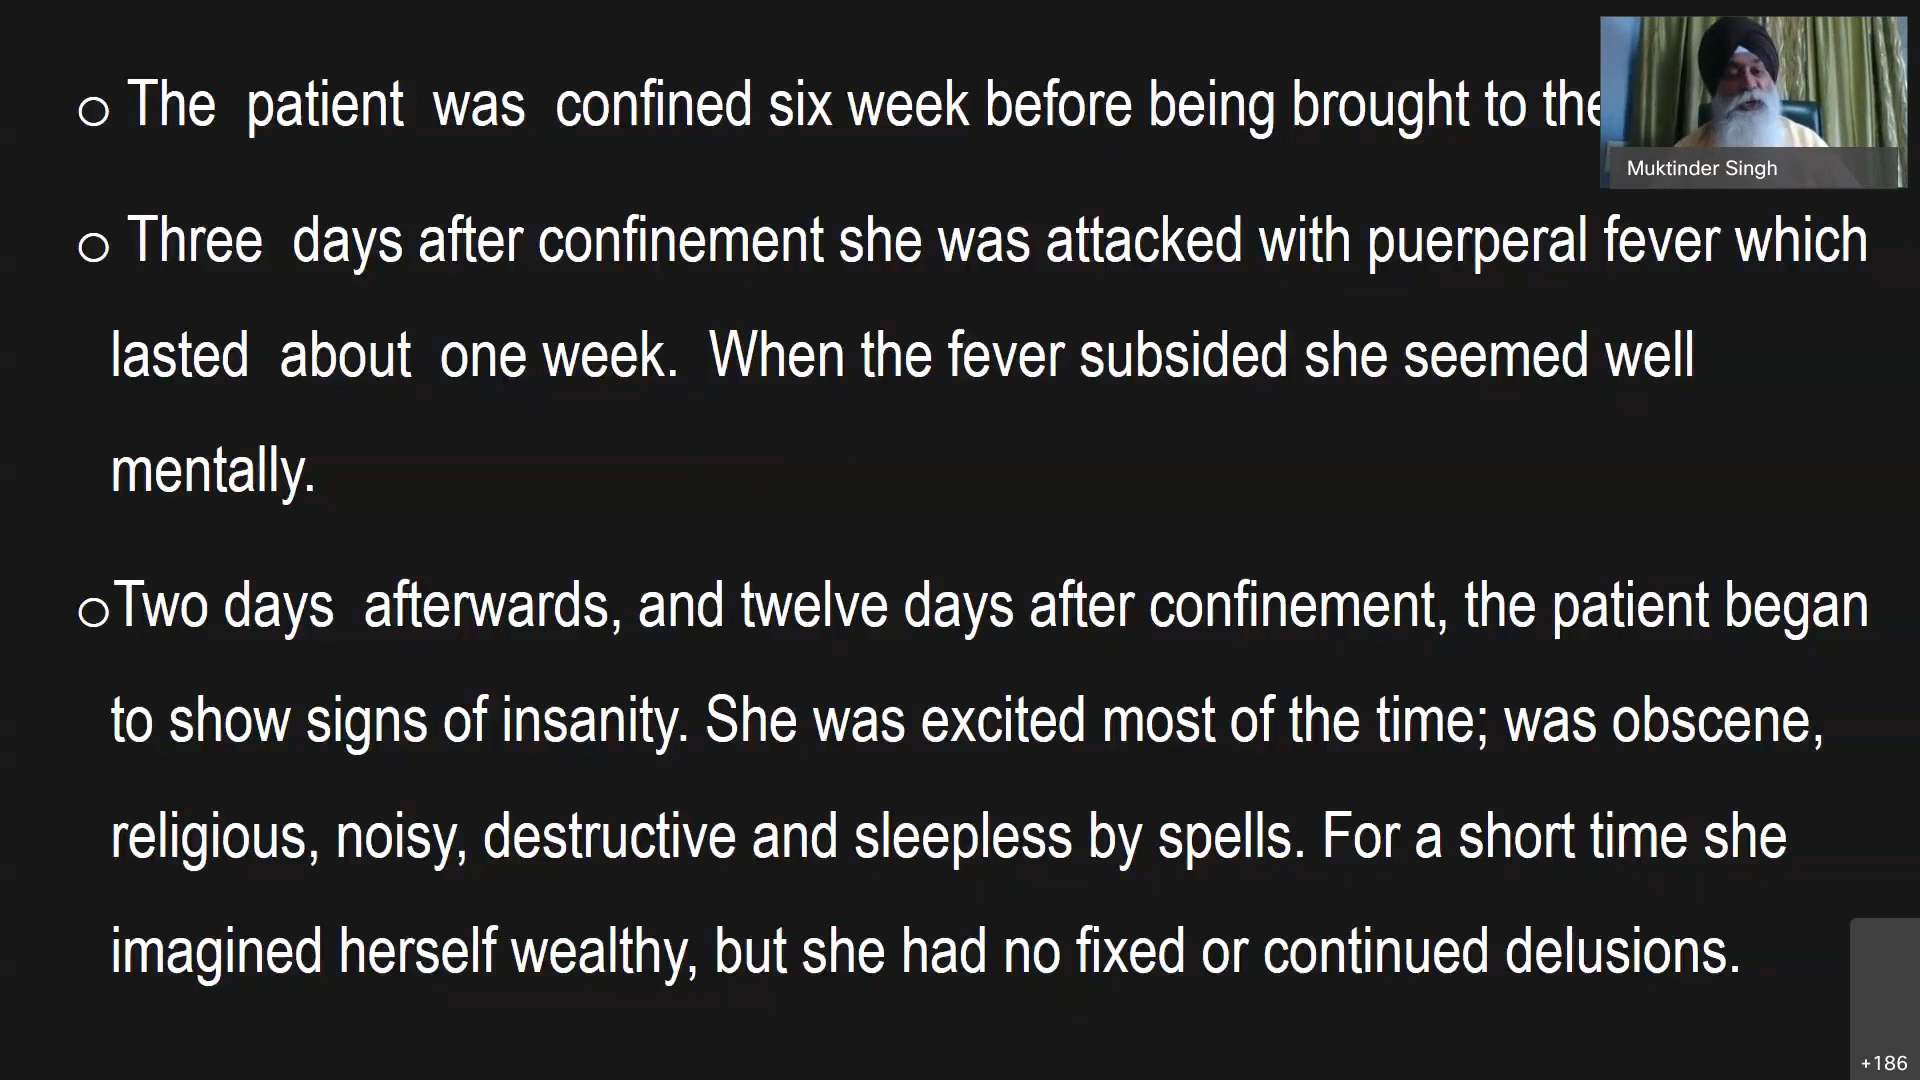 o The patient was confined six week before being brought to the
Muktinder Singh
o Three days after confinement she was attacked with puerperal fever which
lasted about one week. When the fever subsided she seemed well
mentally.
oTwo days afterwards, and twelve days after confinement, the patient began
to show signs of insanity. She was excited most of the time; was obscene,
religious, noisy, destructive and sleepless by spells. For a short time she
imagined herself wealthy, but she had no fixed or continued delusions.
+186